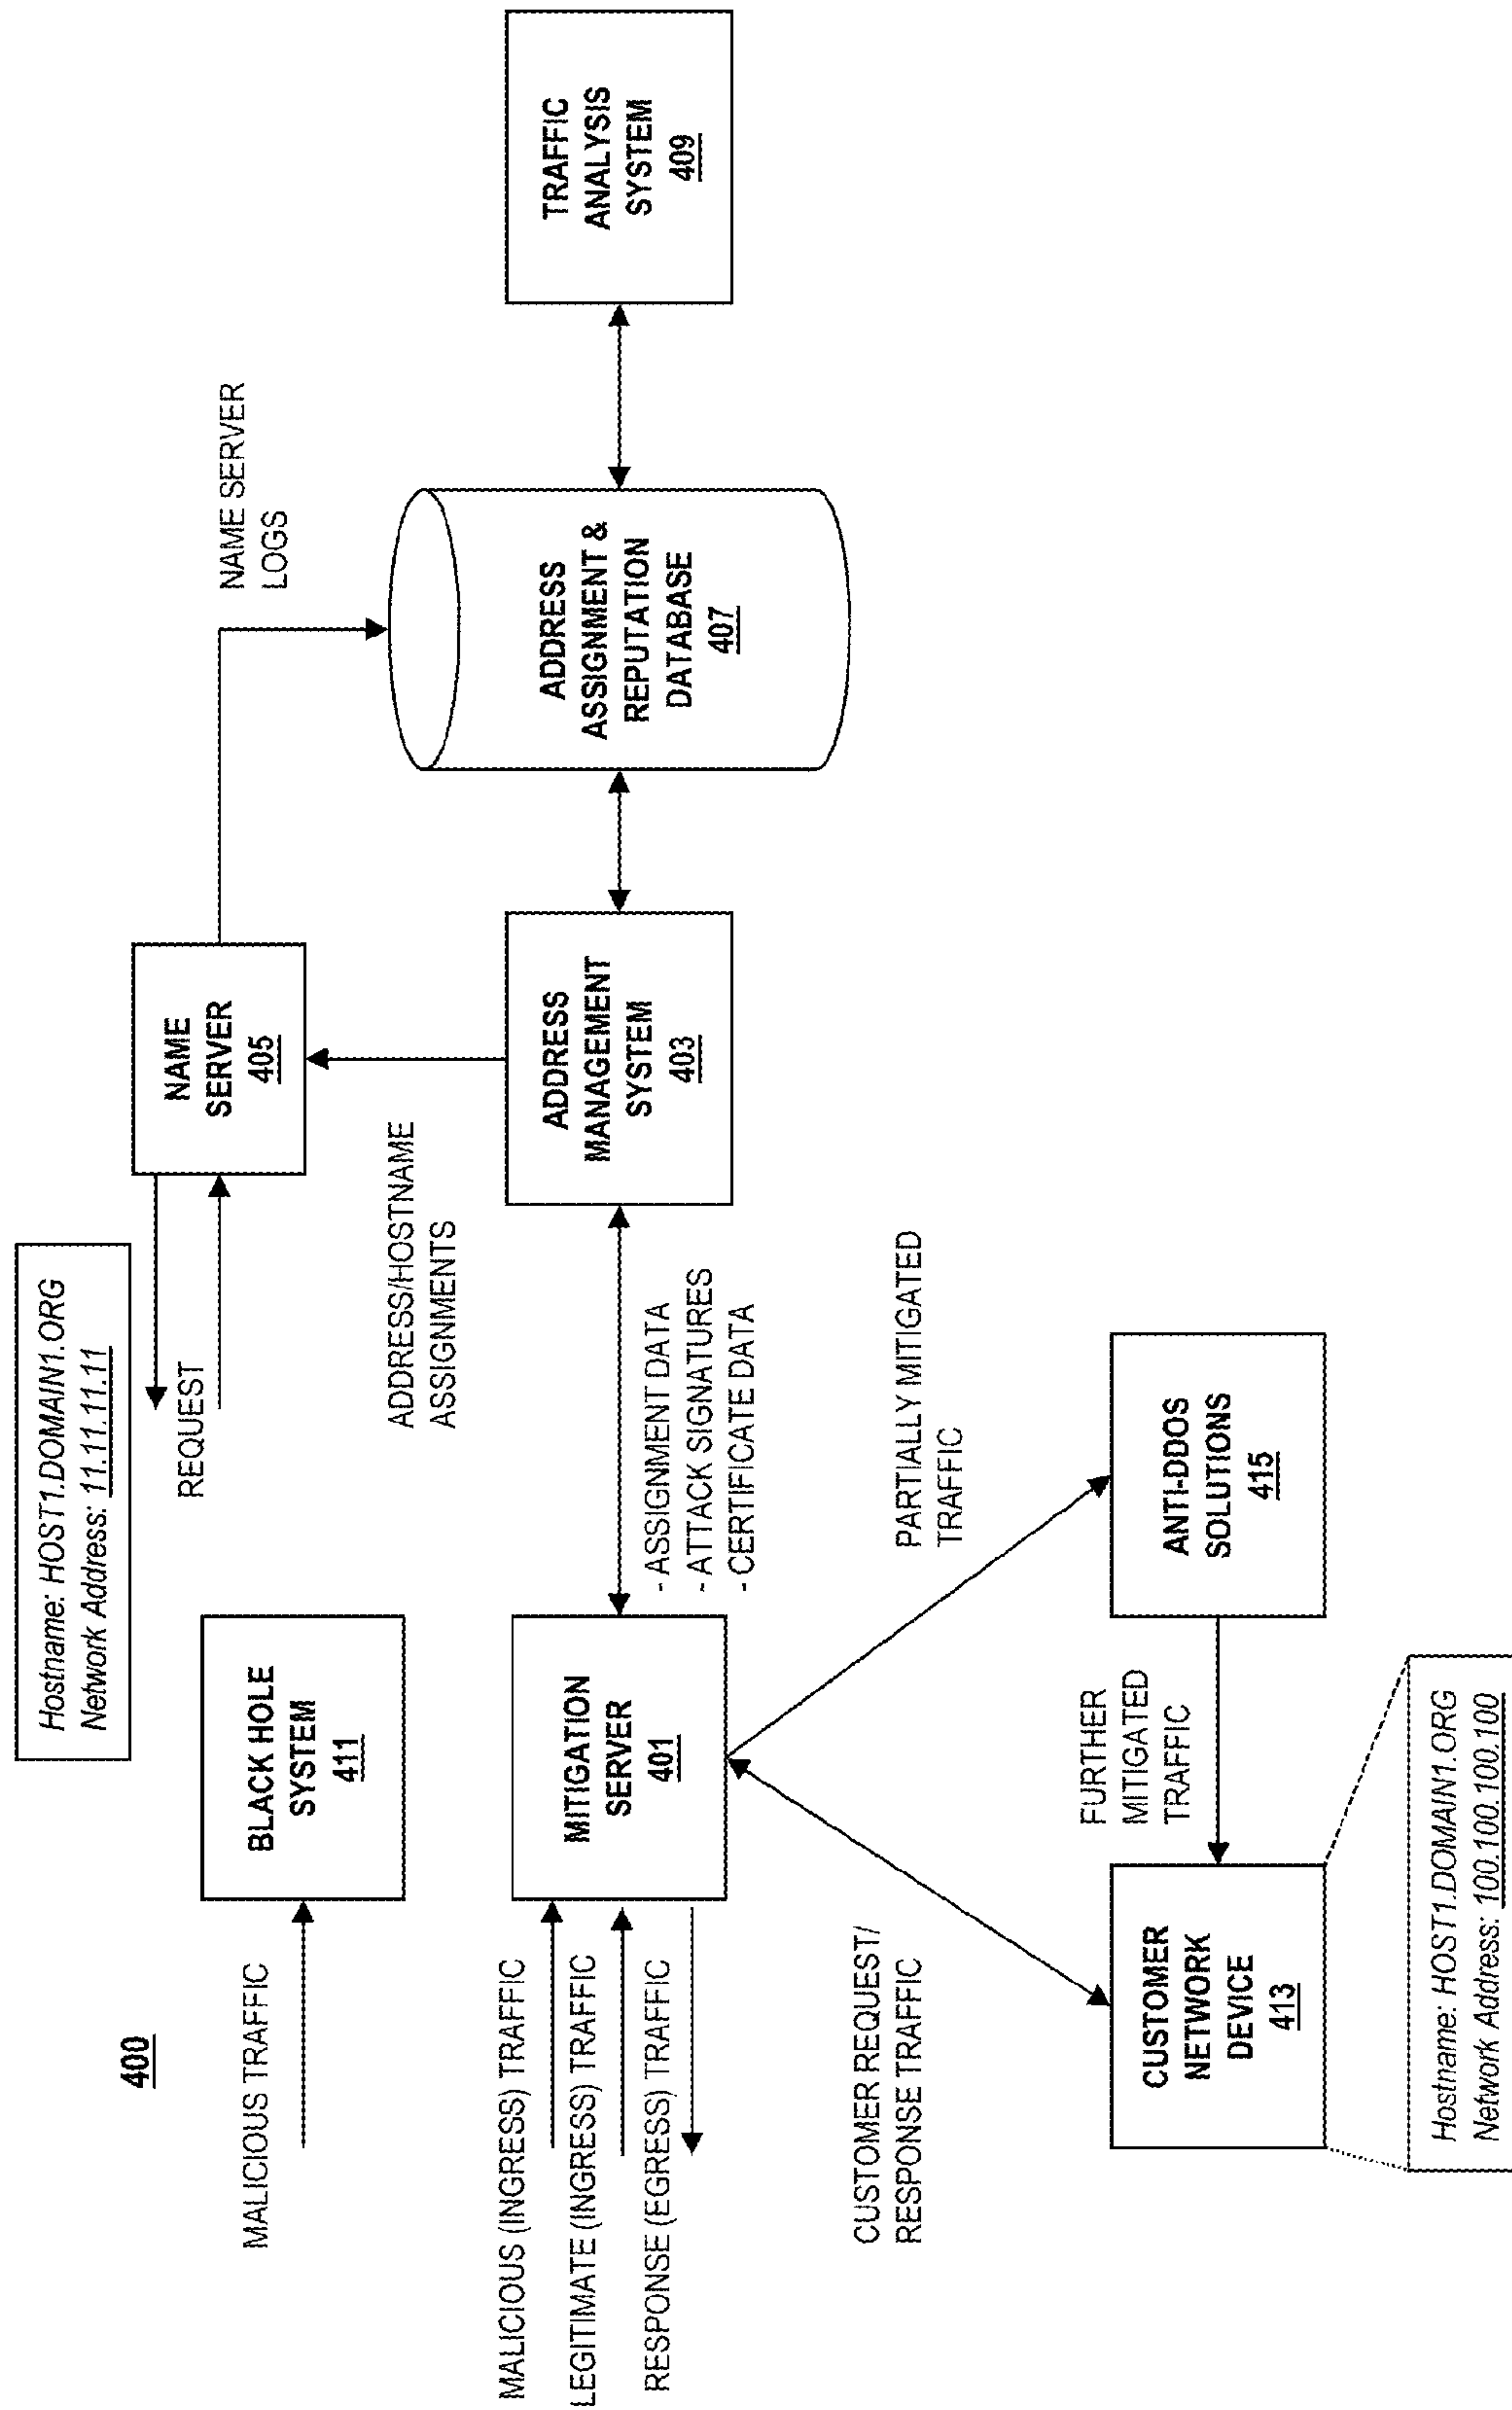 400
Hostname: HOST1.DOMAIN1.ORG
Network Address: 11.11.11.11
REQUEST
NAME
SERVER
405
NAME SERVER
LOGS
MALICIOUS TRAFFIC
BLACK HOLE
SYSTEM
411
ADDRESS/HOSTNAME
ASSIGNMENTS
MALICIOUS (INGRESS) TRAFFIC
LEGITIMATE (INGRESS) TRAFFIC
RESPONSE (EGRESS) TRAFFIC
MITIGATION
SERVER
401
- ASSIGNMENT DATA
- ATTACK SIGNATURES
- CERTIFICATE DATA
ADDRESS
MANAGEMENT
SYSTEM
403
ADDRESS
ASSIGNMENT &
REPUTATION
DATABASE
407
TRAFFIC
ANALYSIS
SYSTEM
409
CUSTOMER REQUEST/
RESPONSE TRAFFIC
PARTIALLY MITIGATED
TRAFFIC
CUSTOMER
NETWORK
DEVICE
413
FURTHER
MITIGATED
TRAFFIC
ANTI-DDOS
SOLUTIONS
415
Hostname: HOST1.DOMAIN1.ORG
Network Address: 100.100.100.100